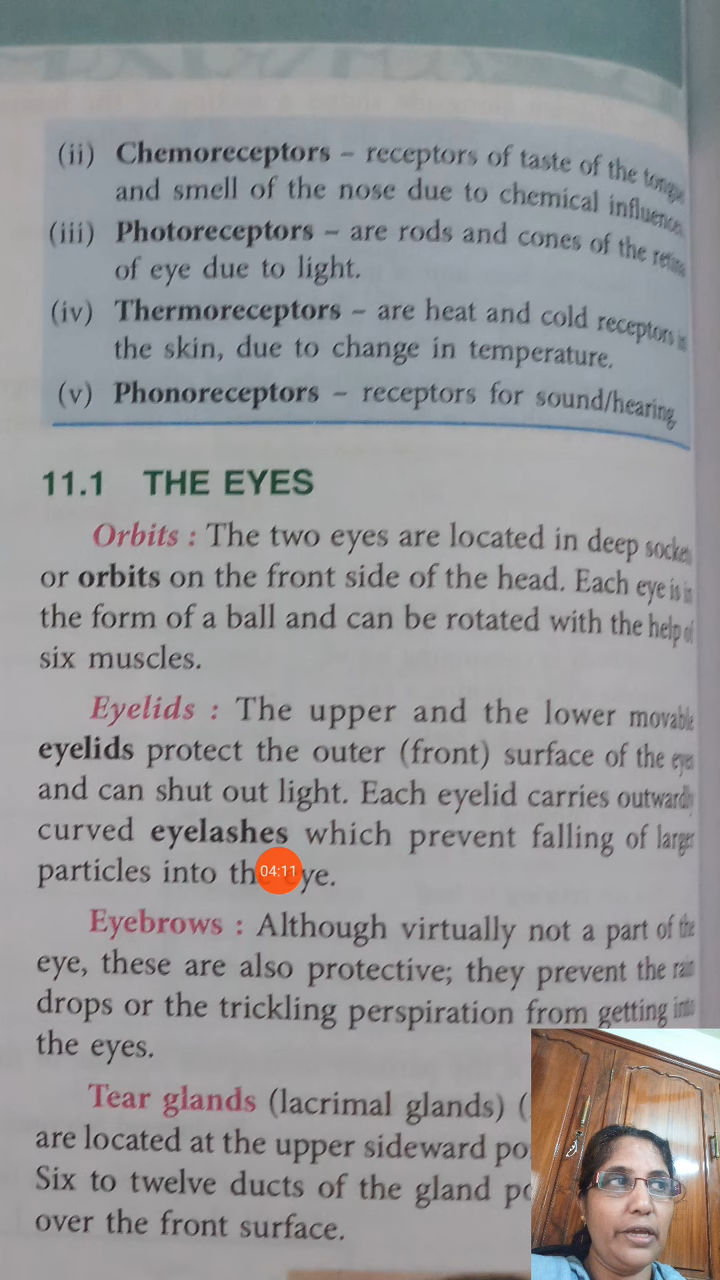 (ii) Chemoreceptors – receptors of taste of the tongue
and smell of the nose due to chemical influence.
(iii) Photoreceptors – are rods and cones of the retina
of eye due to light.
(iv) Thermoreceptors – are heat and cold receptors in
the skin, due to change in temperature.
(v) Phonoreceptors – receptors for sound/hearing.
11.1 THE EYES
Orbits : The two eyes are located in deep sockets
or orbits on the front side of the head. Each eye is in
the form of a ball and can be rotated with the help of
six muscles.
Eyelids : The upper and the lower movable
eyelids protect the outer (front) surface of the eyes
and can shut out light. Each eyelid carries outwardly
curved eyelashes which prevent falling of larger
particles into the eye.
04:11
Eyebrows : Although virtually not a part of the
eye, these are also protective; they prevent the rain
drops or the trickling perspiration from getting into
the eyes.
Tear glands (lacrimal glands) (
are located at the upper sideward
Six to twelve ducts of the gland
over the front surface.